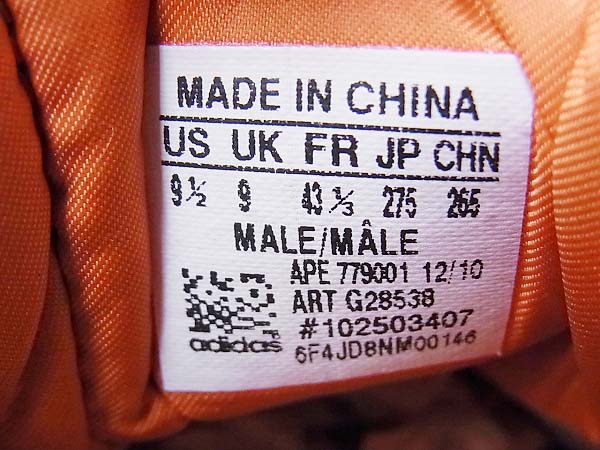 MADE IN CHINA
US UK FR JP CHN
9½ 9 43⅓ 275 265
MALE/MÂLE
APE 779001 12/10
ART G28538
#102503407
adidas 6F4JD8NM00146